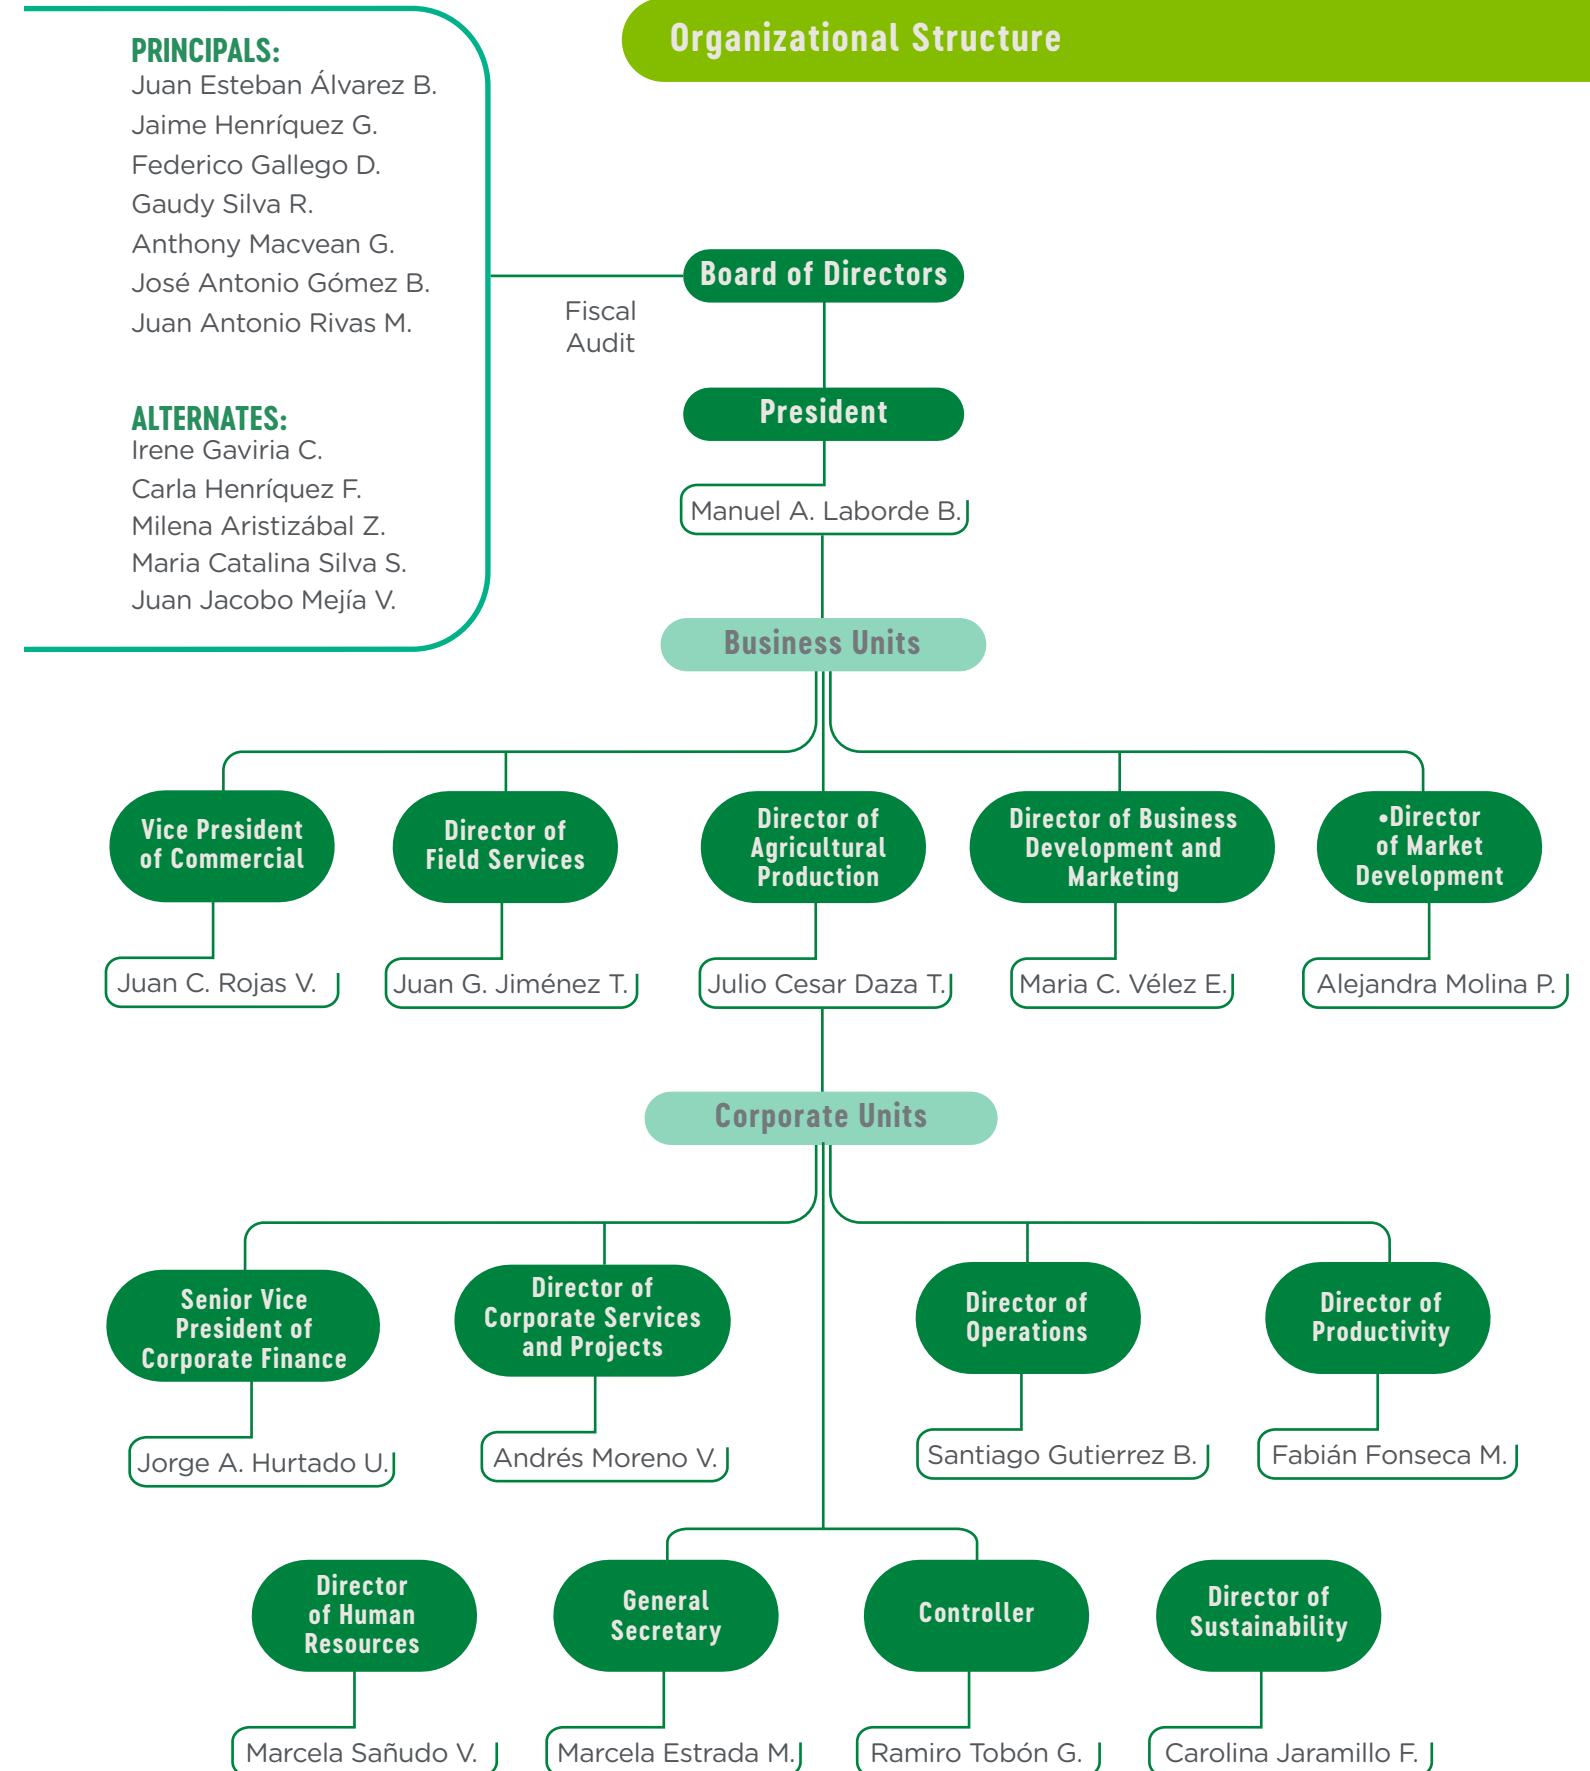 Organizational Structure
PRINCIPALS:
Juan Esteban Álvarez B.
Jaime Henríquez G.
Federico Gallego D.
Gaudy Silva R.
Anthony Macvean G.
José Antonio Gómez B.
Juan Antonio Rivas M.
ALTERNATES:
Irene Gaviria C.
Carla Henríquez F.
Milena Aristizábal Z.
Maria Catalina Silva S.
Juan Jacobo Mejía V.
Board of Directors
Fiscal
Audit
President
Manuel A. Laborde B.
Business Units
Vice President
of Commercial
Juan C. Rojas V.
Director of
Field Services
Juan G. Jiménez T.
Director of
Agricultural
Production
Julio Cesar Daza T.
Director of Business
Development and
Marketing
Maria C. Vélez E.
•Director
of Market
Development
Alejandra Molina P.
Corporate Units
Senior Vice
President of
Corporate Finance
Jorge A. Hurtado U.
Director of
Corporate Services
and Projects
Andrés Moreno V.
Director of
Operations
Santiago Gutierrez B.
Director of
Productivity
Fabián Fonseca M.
Director
of Human
Resources
Marcela Sañudo V.
General
Secretary
Marcela Estrada M.
Controller
Ramiro Tobón G.
Director of
Sustainability
Carolina Jaramillo F.